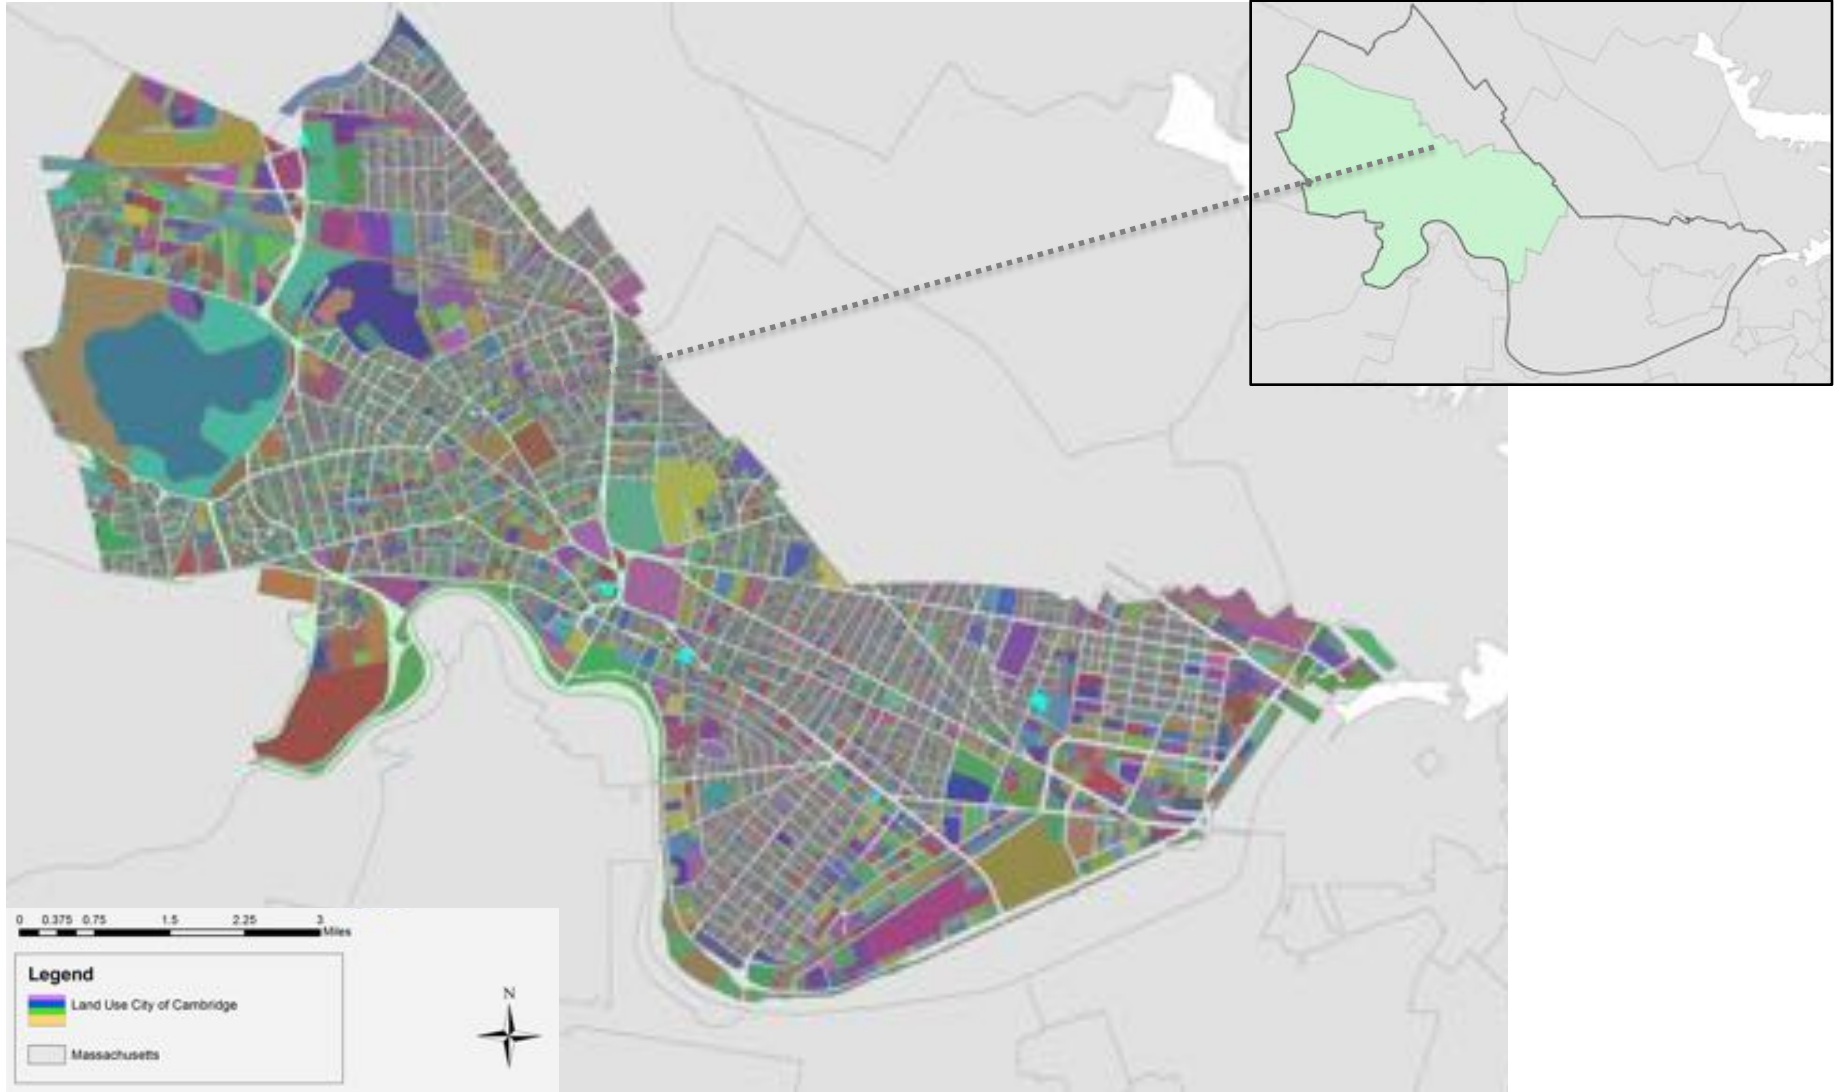 N
0 0.375 0.75 1.5 2.25 3
Miles
Legend
Land Use City of Cambridge
Massachusetts